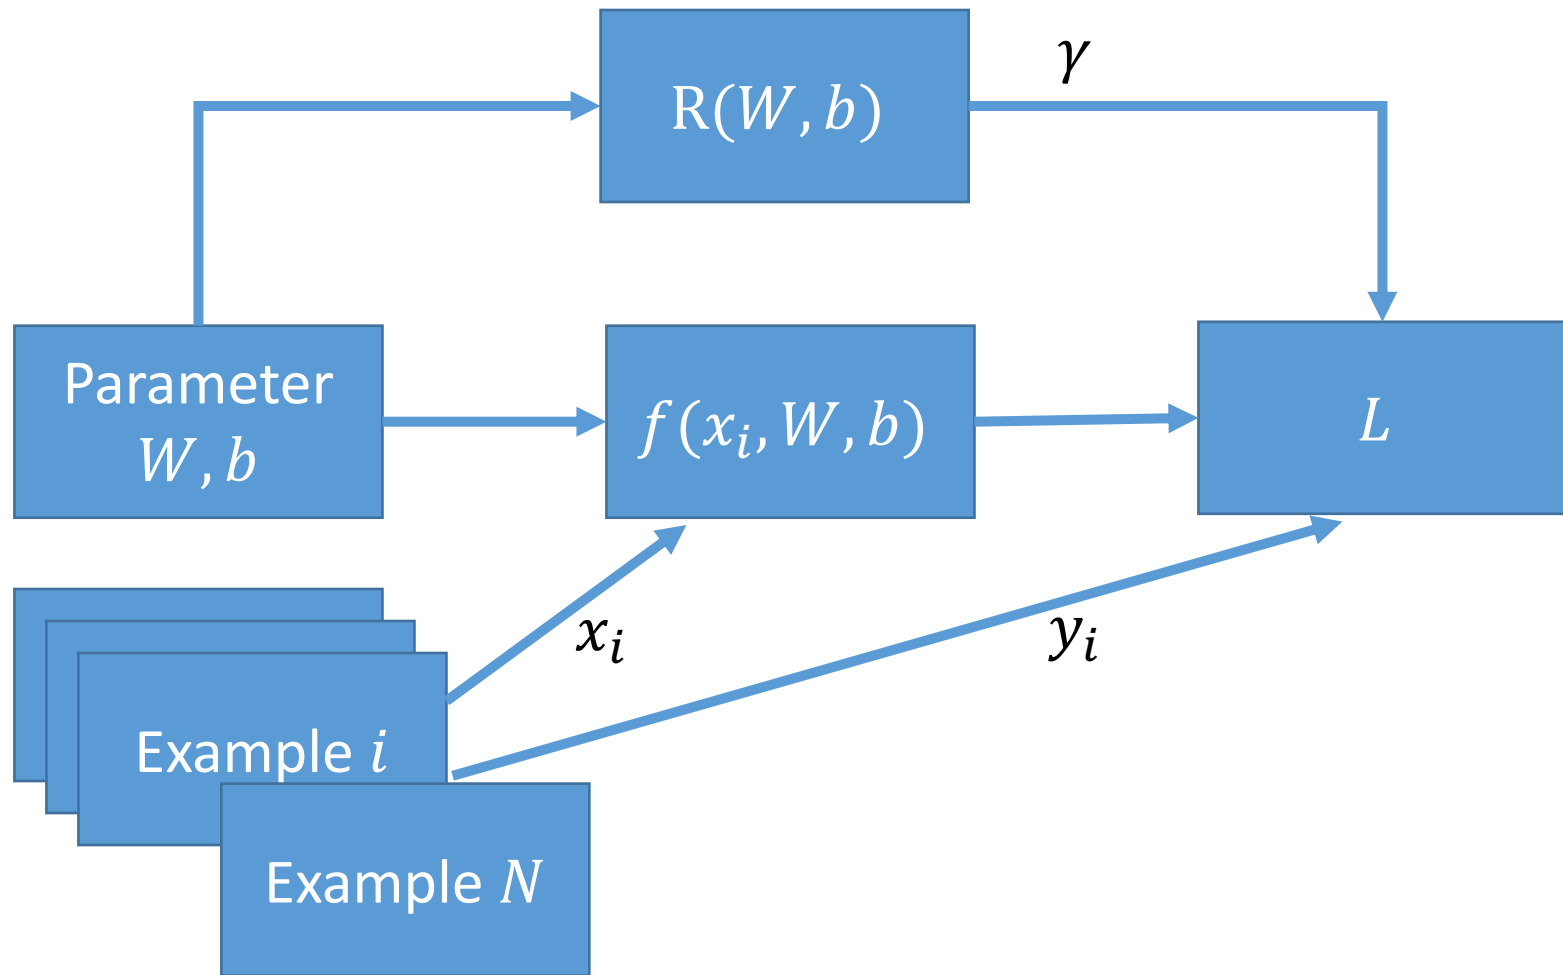 γ
R(W, b)
Parameter
W, b
f(xᵢ, W, b)
L
xᵢ
yᵢ
Example i
Example N